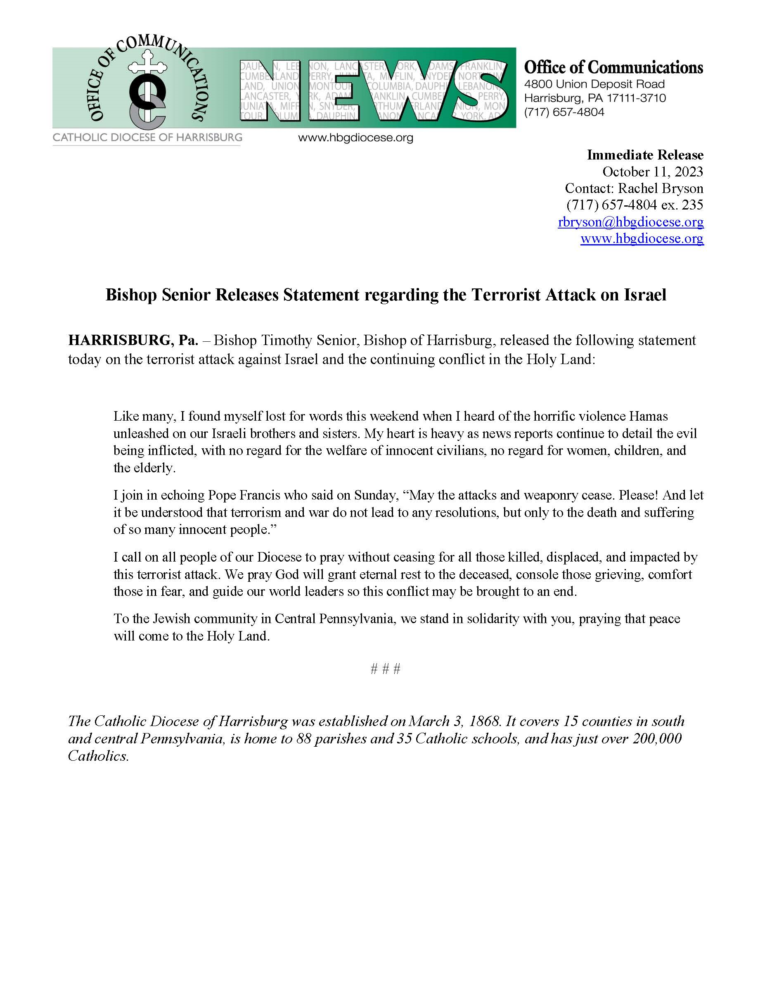 OFFICE OF COMMUNICATIONS
NEWS
CATHOLIC DIOCESE OF HARRISBURG
www.hbgdiocese.org
Office of Communications
4800 Union Deposit Road
Harrisburg, PA 17111-3710
(717) 657-4804
Immediate Release
October 11, 2023
Contact: Rachel Bryson
(717) 657-4804 ex. 235
rbryson@hbgdiocese.org
www.hbgdiocese.org
Bishop Senior Releases Statement regarding the Terrorist Attack on Israel
HARRISBURG, Pa. – Bishop Timothy Senior, Bishop of Harrisburg, released the following statement
today on the terrorist attack against Israel and the continuing conflict in the Holy Land:
Like many, I found myself lost for words this weekend when I heard of the horrific violence Hamas
unleashed on our Israeli brothers and sisters. My heart is heavy as news reports continue to detail the evil
being inflicted, with no regard for the welfare of innocent civilians, no regard for women, children, and
the elderly.
I join in echoing Pope Francis who said on Sunday, “May the attacks and weaponry cease. Please! And let
it be understood that terrorism and war do not lead to any resolutions, but only to the death and suffering
of so many innocent people.”
I call on all people of our Diocese to pray without ceasing for all those killed, displaced, and impacted by
this terrorist attack. We pray God will grant eternal rest to the deceased, console those grieving, comfort
those in fear, and guide our world leaders so this conflict may be brought to an end.
To the Jewish community in Central Pennsylvania, we stand in solidarity with you, praying that peace
will come to the Holy Land.
# # #
The Catholic Diocese of Harrisburg was established on March 3, 1868. It covers 15 counties in south
and central Pennsylvania, is home to 88 parishes and 35 Catholic schools, and has just over 200,000
Catholics.